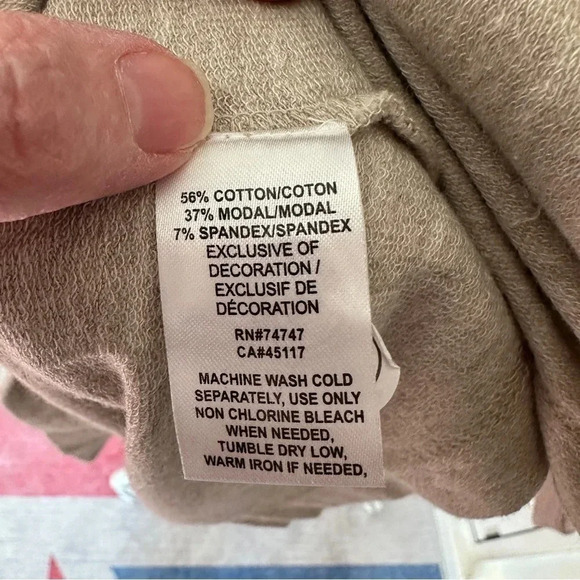 56% COTTON/COTON
37% MODAL/MODAL
7% SPANDEX/SPANDEX
EXCLUSIVE OF
DECORATION /
EXCLUSIF DE
DÉCORATION
RN#74747
CA#45117
MACHINE WASH COLD
SEPARATELY, USE ONLY
NON CHLORINE BLEACH
WHEN NEEDED,
TUMBLE DRY LOW,
WARM IRON IF NEEDED,